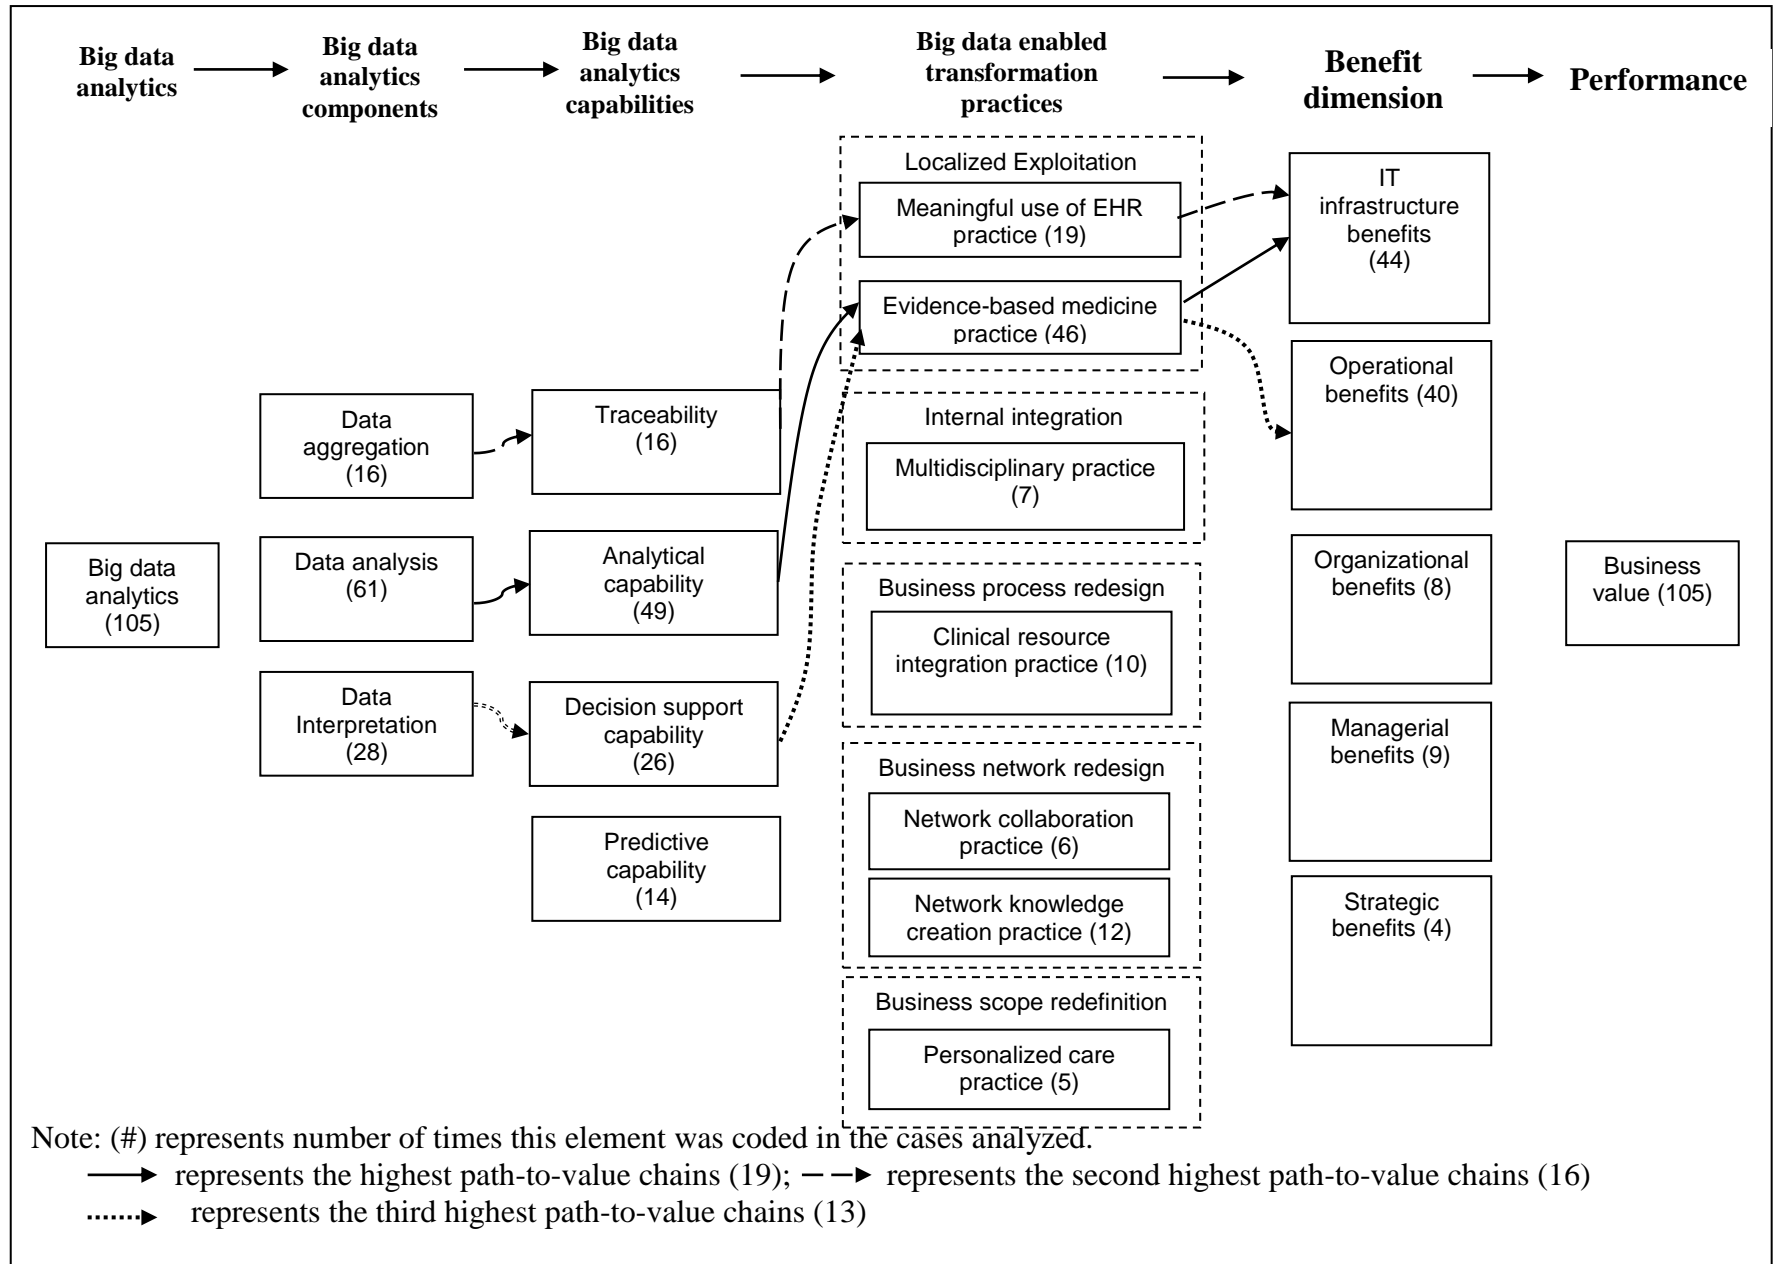 Big data
analytics
Big data
analytics
components
Big data
analytics
capabilities
Big data enabled
transformation
practices
Benefit
dimension
Performance
Big data
analytics
(105)
Data
aggregation
(16)
Data analysis
(61)
Data
Interpretation
(28)
Traceability
(16)
Analytical
capability
(49)
Decision support
capability
(26)
Predictive
capability
(14)
Localized Exploitation
Meaningful use of EHR
practice (19)
Evidence-based medicine
practice (46)
Internal integration
Multidisciplinary practice
(7)
Business process redesign
Clinical resource
integration practice (10)
Business network redesign
Network collaboration
practice (6)
Network knowledge
creation practice (12)
Business scope redefinition
Personalized care
practice (5)
IT
infrastructure
benefits
(44)
Operational
benefits (40)
Organizational
benefits (8)
Managerial
benefits (9)
Strategic
benefits (4)
Business
value (105)
Note: (#) represents number of times this element was coded in the cases analyzed.
represents the highest path-to-value chains (19); represents the second highest path-to-value chains (16)
represents the third highest path-to-value chains (13)